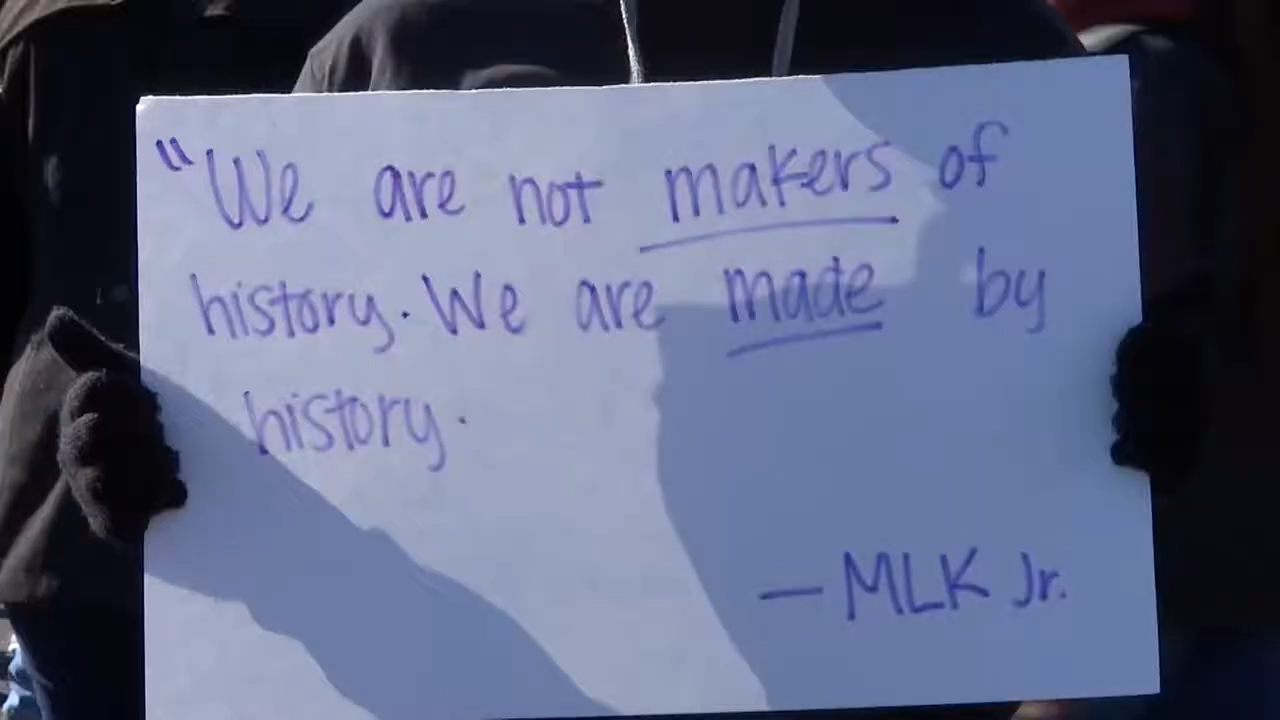 "We are not makers of
history. We are made by
history.
— MLK Jr.